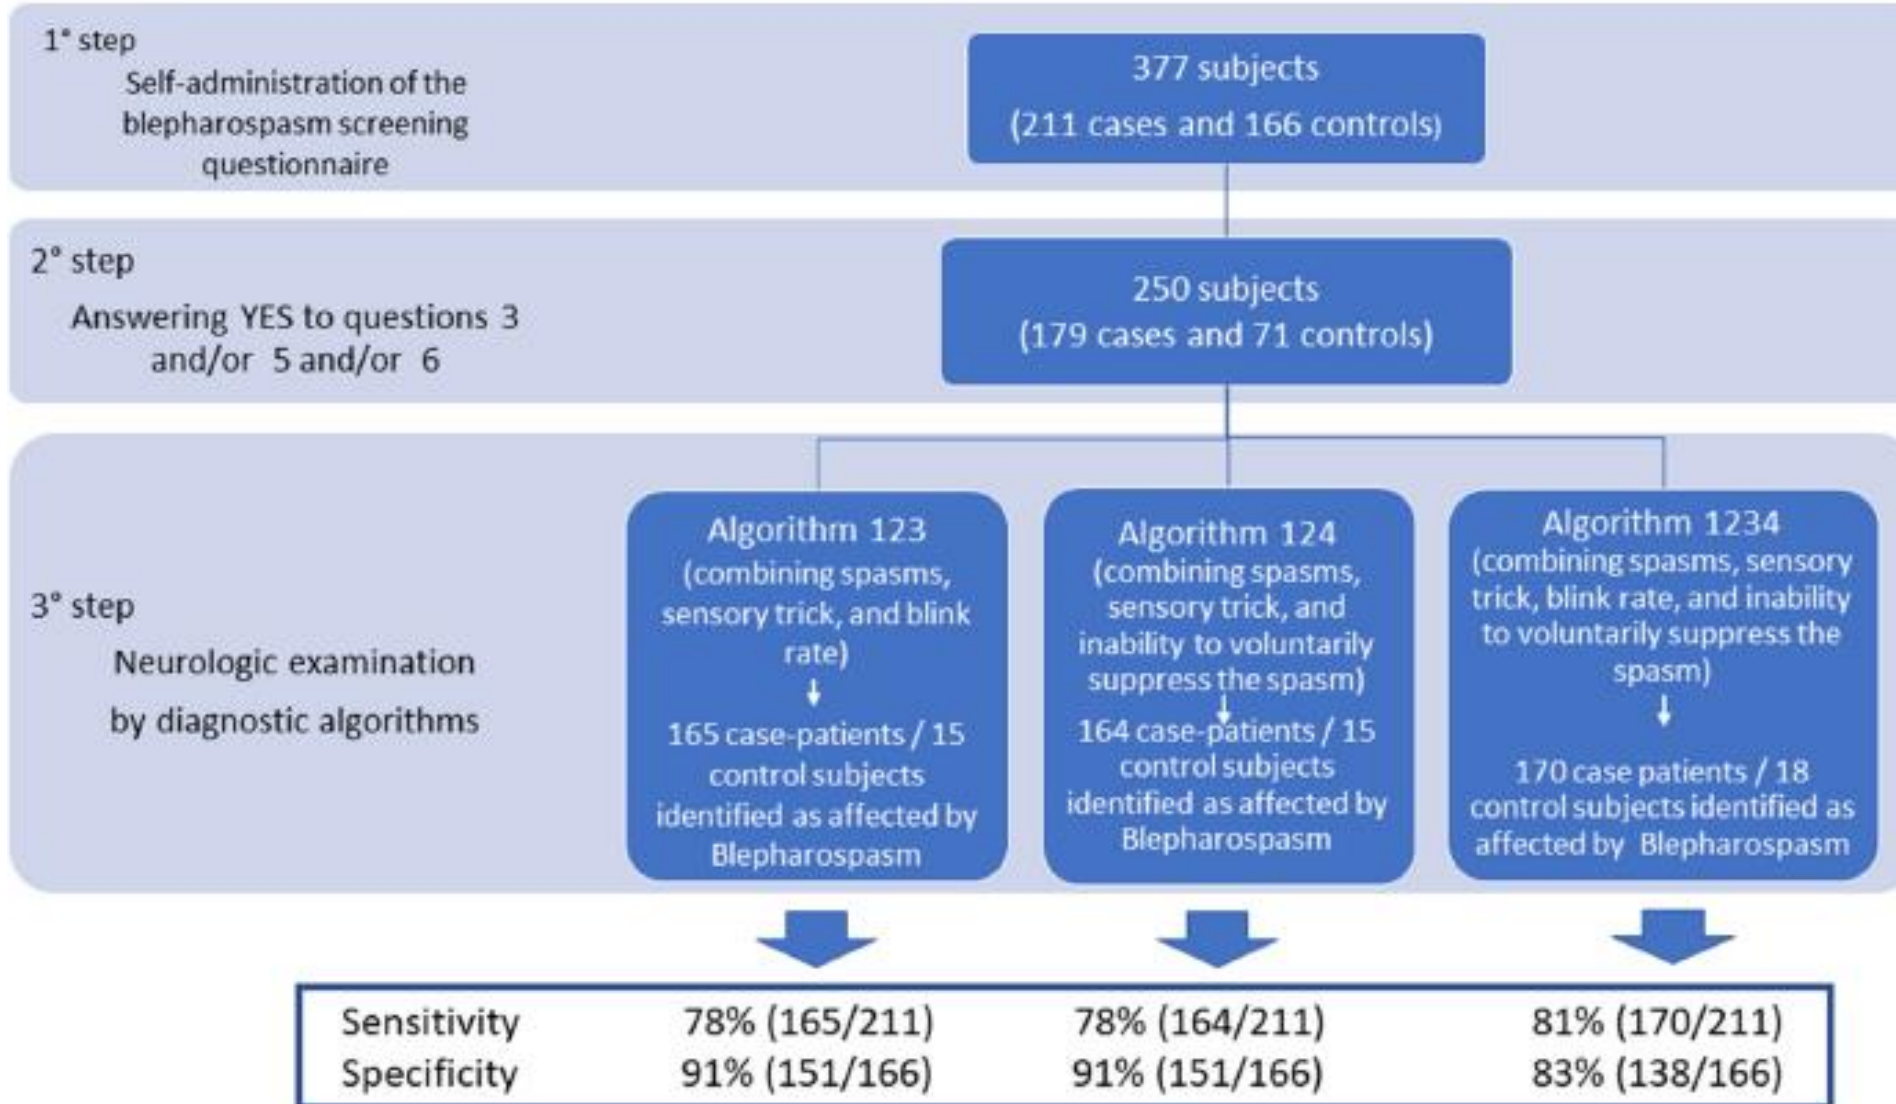 1° step
Self-administration of the
blepharospasm screening
questionnaire
377 subjects
(211 cases and 166 controls)
2° step
Answering YES to questions 3
and/or 5 and/or 6
250 subjects
(179 cases and 71 controls)
3° step
Neurologic examination
by diagnostic algorithms
Algorithm 123
(combining spasms,
sensory trick, and blink
rate)
165 case-patients / 15
control subjects
identified as affected by
Blepharospasm
Algorithm 124
(combining spasms,
sensory trick, and
inability to voluntarily
suppress the spasm)
164 case-patients / 15
control subjects
identified as affected by
Blepharospasm
Algorithm 1234
(combining spasms, sensory
trick, blink rate, and inability
to voluntarily suppress the
spasm)
170 case patients / 18
control subjects identified as
affected by Blepharospasm
Sensitivity 78% (165/211) 78% (164/211) 81% (170/211)
Specificity 91% (151/166) 91% (151/166) 83% (138/166)